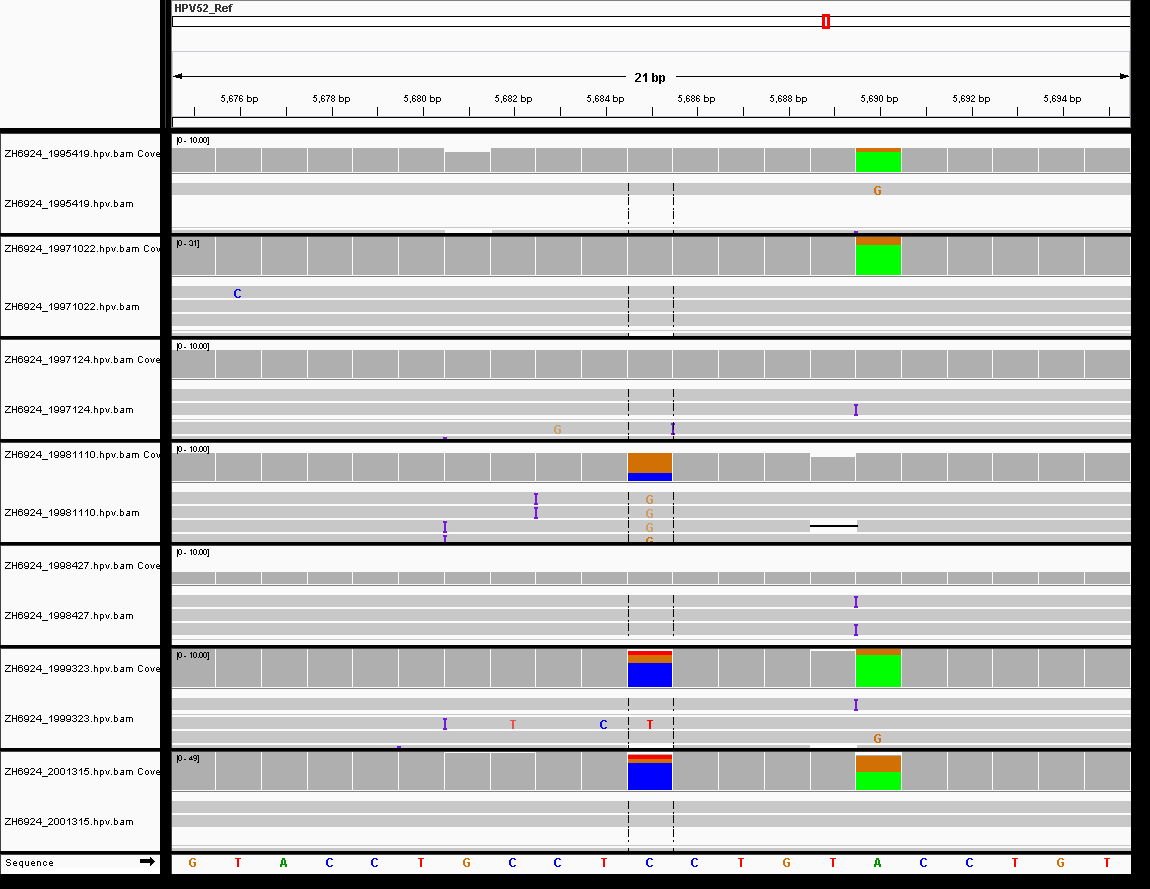 HPV52_Ref
21 bp
5,676 bp 5,678 bp 5,680 bp 5,682 bp 5,684 bp 5,686 bp 5,688 bp 5,690 bp 5,692 bp 5,694 bp
[0 - 10.00]
ZH6924_1995419.hpv.bam Cove
G
ZH6924_1995419.hpv.bam
[0 - 31]
ZH6924_19971022.hpv.bam Cov
C
ZH6924_19971022.hpv.bam
[0 - 10.00]
ZH6924_1997124.hpv.bam Cove
I
ZH6924_1997124.hpv.bam
G I
[0 - 10.00]
ZH6924_19981110.hpv.bam Cov
I G
ZH6924_19981110.hpv.bam
I G
I G
I G
[0 - 10.00]
ZH6924_1998427.hpv.bam Cove
I
ZH6924_1998427.hpv.bam
I
[0 - 10.00]
ZH6924_1999323.hpv.bam Cove
I
ZH6924_1999323.hpv.bam
I T C T
G
[0 - 49]
ZH6924_2001315.hpv.bam Cove
ZH6924_2001315.hpv.bam
Sequence G T A C C T G C C T C C T G T A C C T G T